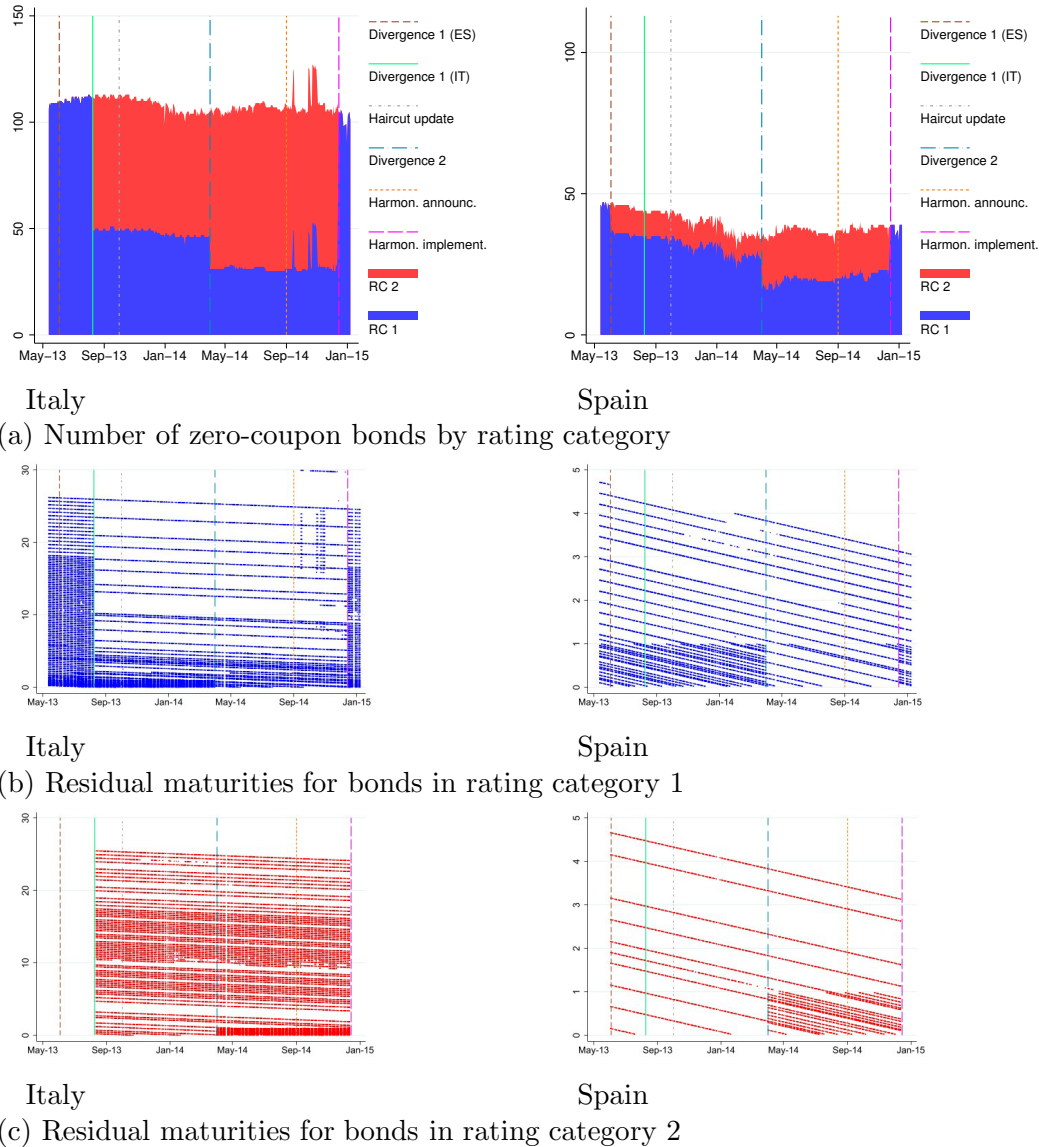 150
100
50
0
May−13 Sep−13 Jan−14 May−14 Sep−14 Jan−15
Divergence 1 (ES)
Divergence 1 (IT)
Haircut update
Divergence 2
Harmon. announc.
Harmon. implement.
RC 2
RC 1
100
50
0
May−13 Sep−13 Jan−14 May−14 Sep−14 Jan−15
Divergence 1 (ES)
Divergence 1 (IT)
Haircut update
Divergence 2
Harmon. announc.
Harmon. implement.
RC 2
RC 1
Italy Spain
(a) Number of zero-coupon bonds by rating category
30
20
10
0
May−13 Sep−13 Jan−14 May−14 Sep−14 Jan−15
5
4
3
2
1
0
May−13 Sep−13 Jan−14 May−14 Sep−14 Jan−15
Italy Spain
(b) Residual maturities for bonds in rating category 1
30
20
10
0
May−13 Sep−13 Jan−14 May−14 Sep−14 Jan−15
5
4
3
2
1
0
May−13 Sep−13 Jan−14 May−14 Sep−14 Jan−15
Italy Spain
(c) Residual maturities for bonds in rating category 2